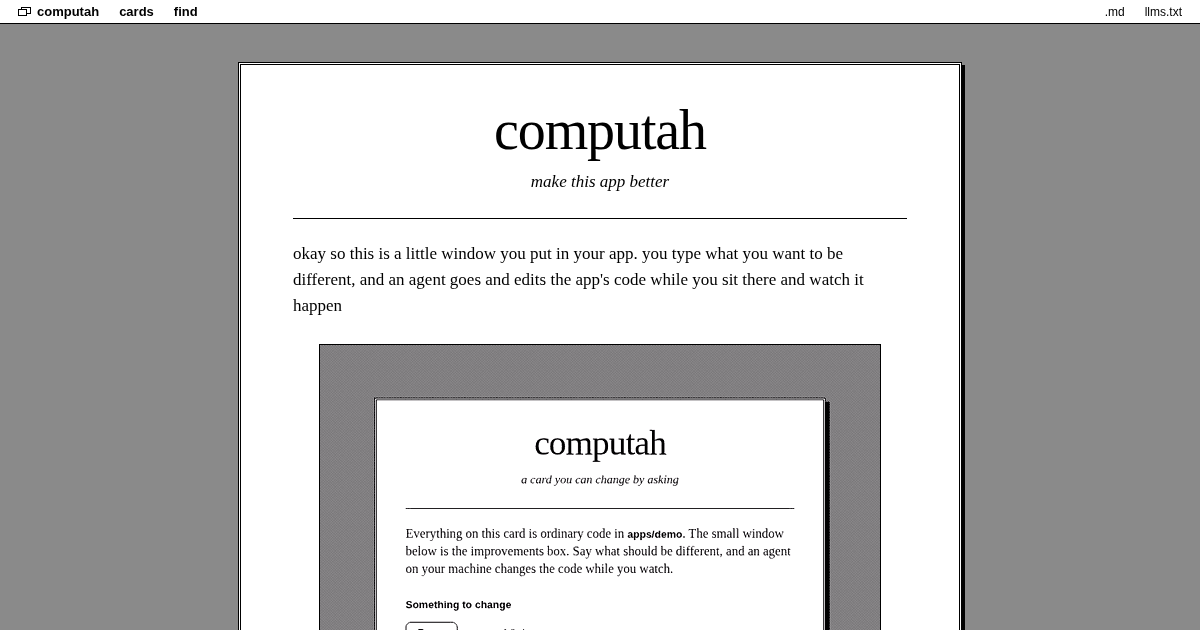 computah cards find .md llms.txt
computah
make this app better
okay so this is a little window you put in your app. you type what you want to be
different, and an agent goes and edits the app's code while you sit there and watch it
happen
computah
a card you can change by asking
Everything on this card is ordinary code in apps/demo. The small window
below is the improvements box. Say what should be different, and an agent
on your machine changes the code while you watch.
Something to change